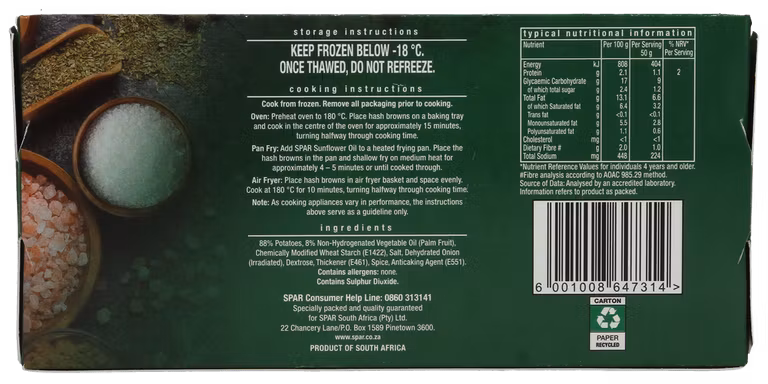 storage instructions
KEEP FROZEN BELOW -18 °C.
ONCE THAWED, DO NOT REFREEZE.
cooking instructions
Cook from frozen. Remove all packaging prior to cooking.
Oven: Preheat oven to 180 °C. Place hash browns on a baking tray
and cook in the centre of the oven for approximately 15 minutes,
turning halfway through cooking time.
Pan Fry: Add SPAR Sunflower Oil to a heated frying pan. Place the
hash browns in the pan and shallow fry on medium heat for
approximately 4 – 5 minutes or until cooked through.
Air Fryer: Place hash browns in air fryer basket and space evenly.
Cook at 180 °C for 10 minutes, turning halfway through cooking time.
Note: As cooking appliances vary in performance, the instructions
above serve as a guideline only.
ingredients
88% Potatoes, 8% Non-Hydrogenated Vegetable Oil (Palm Fruit),
Chemically Modified Wheat Starch (E1422), Salt, Dehydrated Onion
(Irradiated), Dextrose, Thickener (E461), Spice, Anticaking Agent (E551).
Contains allergens: none.
Contains Sulphur Dioxide.
SPAR Consumer Help Line: 0860 313141
Specially packed and quality guaranteed
for SPAR South Africa (Pty) Ltd.
22 Chancery Lane/P.O. Box 1589 Pinetown 3600.
www.spar.co.za
PRODUCT OF SOUTH AFRICA
typical nutritional information
Nutrient Per 100 g Per Serving 50 g % NRV* Per Serving
Energy kJ 808 404
Protein g 2.1 1.1 2
Glycaemic Carbohydrate g 17 9
of which total sugar g 2.4 1.2
Total Fat g 13.1 6.6
of which Saturated fat g 6.4 3.2
Trans fat g <0.1 <0.1
Monounsaturated fat g 5.5 2.8
Polyunsaturated fat g 1.1 0.6
Cholesterol mg <1 <1
Dietary Fibre # g 2.0 1.0
Total Sodium mg 448 224
*Nutrient Reference Values for individuals 4 years and older.
#Fibre analysis according to AOAC 985.29 method.
Source of Data: Analysed by an accredited laboratory.
Information refers to product as packed.
6 001008 647314 >
CARTON
PAPER
RECYCLED